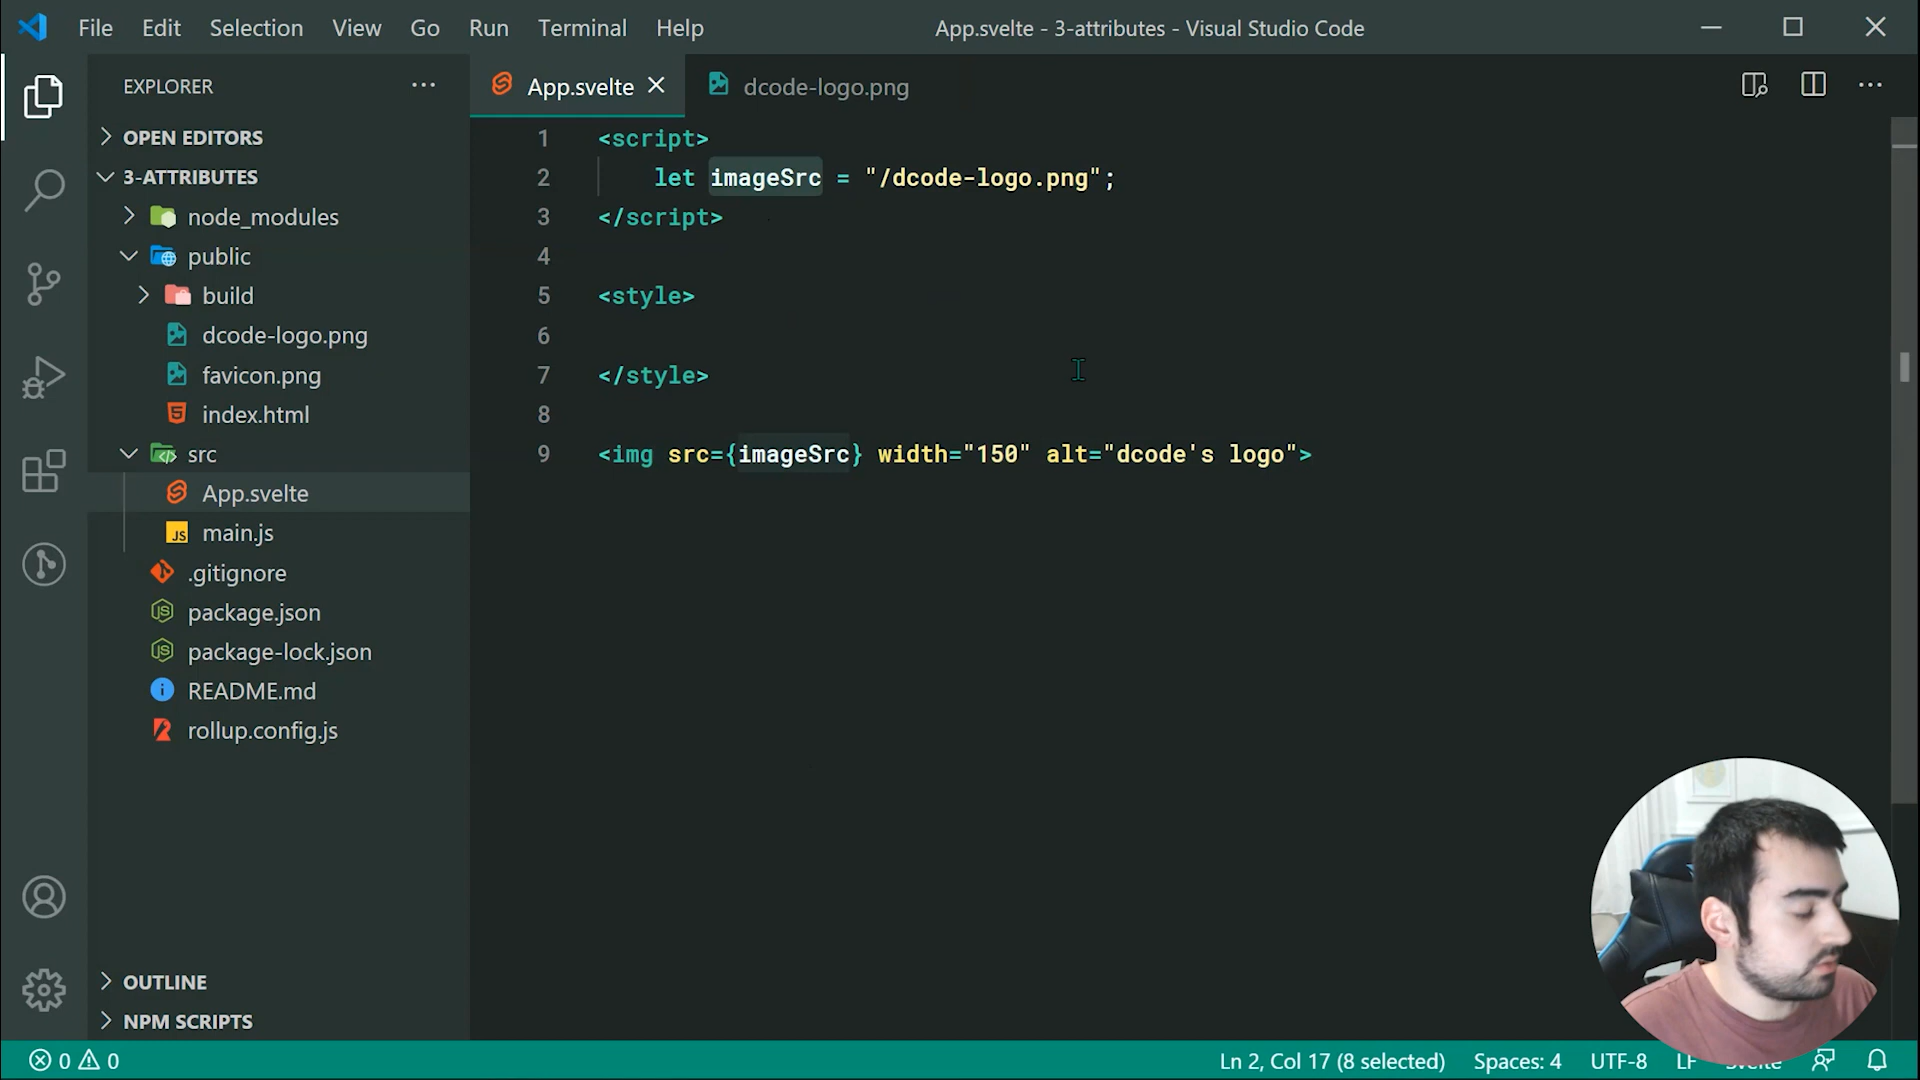 File Edit Selection View Go Run Terminal Help
App.svelte - 3-attributes - Visual Studio Code
EXPLORER
OPEN EDITORS
3-ATTRIBUTES
node_modules
public
build
dcode-logo.png
favicon.png
index.html
src
App.svelte
JS main.js
.gitignore
package.json
package-lock.json
README.md
rollup.config.js
OUTLINE
NPM SCRIPTS
App.svelte
dcode-logo.png
1 <script>
2 let imageSrc = "/dcode-logo.png";
3 </script>
4
5 <style>
6
7 </style>
8
9 <img src={imageSrc} width="150" alt="dcode's logo">
0 0
Ln 2, Col 17 (8 selected) Spaces: 4 UTF-8 LF Svelte